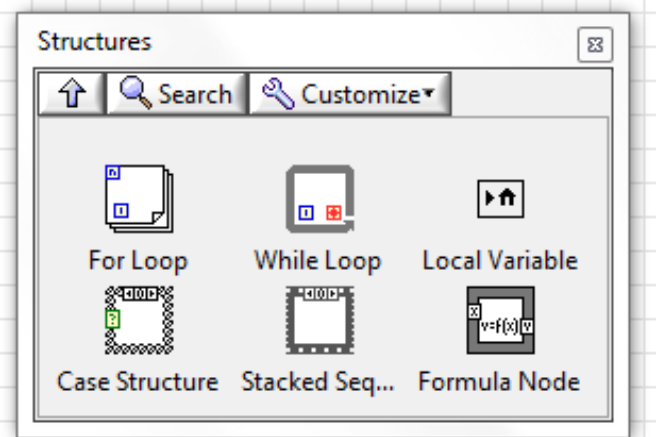 Structures
Search Customize
For Loop While Loop Local Variable
Case Structure Stacked Seq... Formula Node
v=f(x)